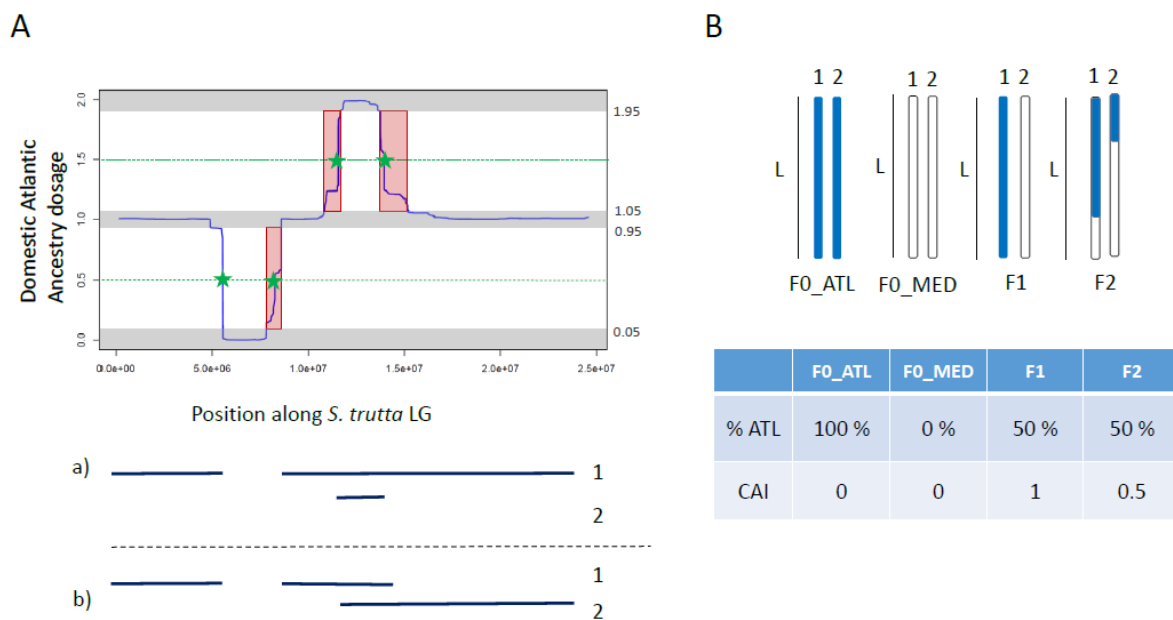 A
Domestic Atlantic
Ancestry dosage
2.0
1.5
1.0
0.5
0.0
1.95
1.05
0.95
0.05
0.0e+00 5.0e+06 1.0e+07 1.5e+07 2.0e+07 2.5e+07
Position along S. trutta LG
a)
1
2
b)
1
2
B
1 2 1 2 1 2 1 2
L L L L
F0_ATL F0_MED F1 F2
F0_ATL F0_MED F1 F2
% ATL 100 % 0 % 50 % 50 %
CAI 0 0 1 0.5